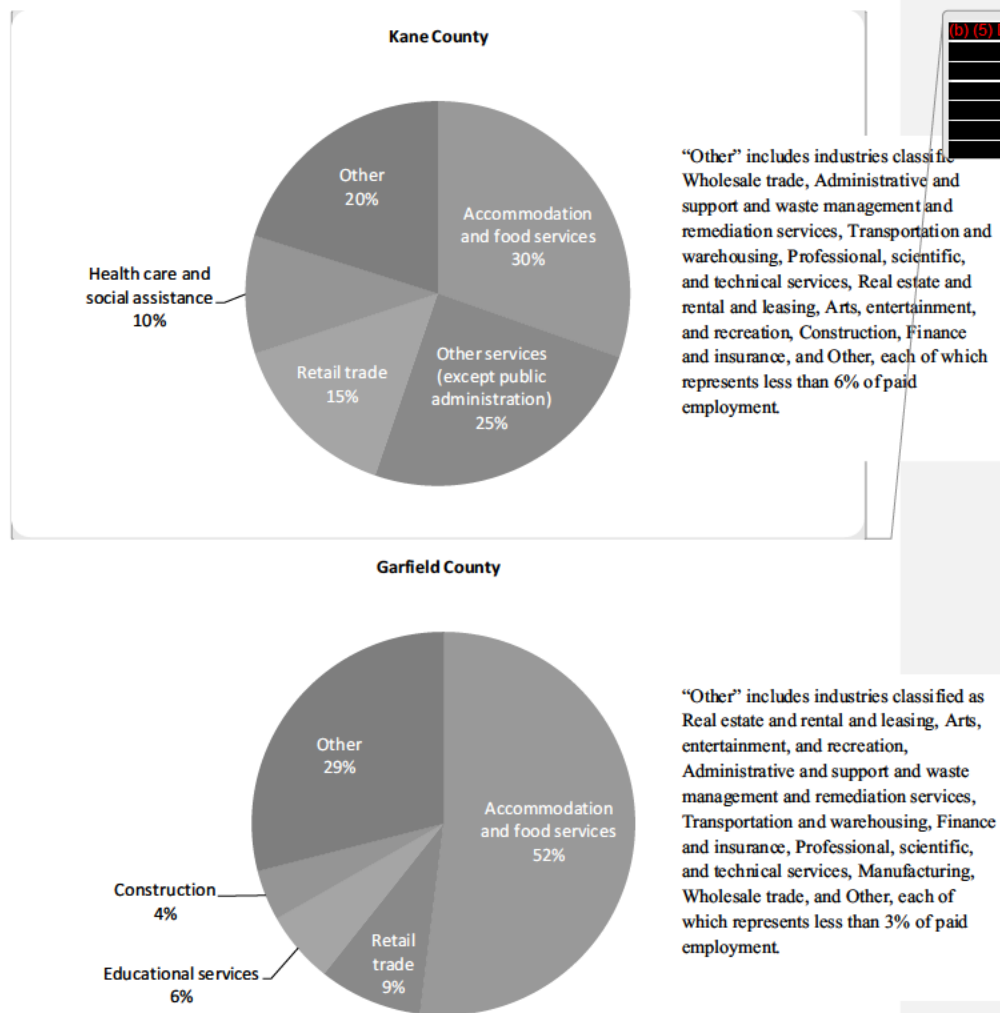 Kane County
(b) (5)
Other
20%
Accommodation
and food services
30%
Health care and
social assistance
10%
Retail trade
15%
Other services
(except public
administration)
25%
“Other” includes industries
Wholesale trade, Administrative and
support and waste management and
remediation services, Transportation and
warehousing, Professional, scientific,
and technical services, Real estate and
rental and leasing, Arts, entertainment,
and recreation, Construction, Finance
and insurance, and Other, each of which
represents less than 6% of paid
employment.
Garfield County
Other
29%
Accommodation
and food services
52%
Construction
4%
Educational services
6%
Retail
trade
9%
“Other” includes industries classified as
Real estate and rental and leasing, Arts,
entertainment, and recreation,
Administrative and support and waste
management and remediation services,
Transportation and warehousing, Finance
and insurance, Professional, scientific,
and technical services, Manufacturing,
Wholesale trade, and Other, each of
which represents less than 3% of paid
employment.